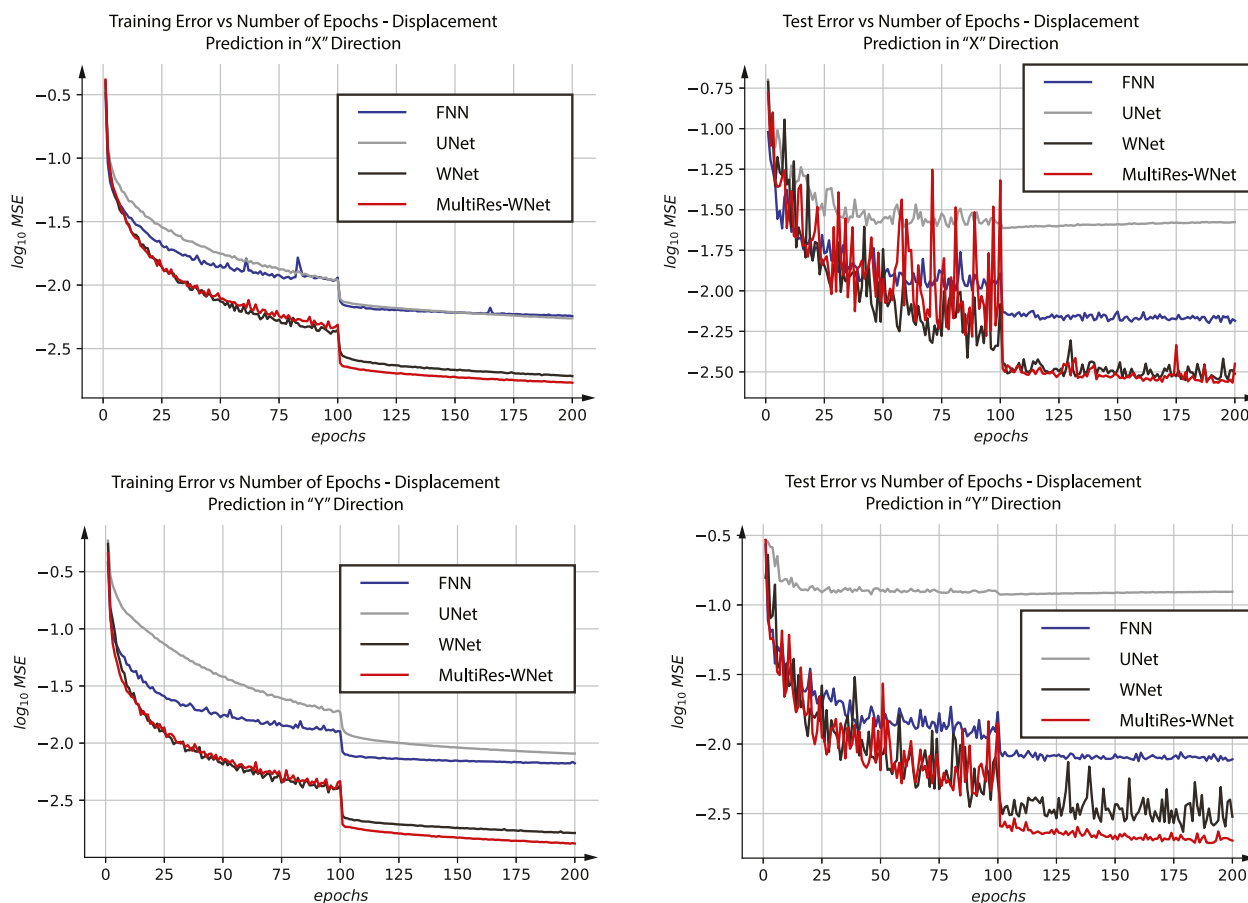 Training Error vs Number of Epochs - Displacement
Prediction in “X” Direction
−0.5
−1.0
−1.5
−2.0
−2.5
log10 MSE
FNN
UNet
WNet
MultiRes-WNet
0 25 50 75 100 125 150 175 200
epochs
Test Error vs Number of Epochs - Displacement
Prediction in “X” Direction
−0.75
−1.00
−1.25
−1.50
−1.75
−2.00
−2.25
−2.50
log10 MSE
FNN
UNet
WNet
MultiRes-WNet
0 25 50 75 100 125 150 175 200
epochs
Training Error vs Number of Epochs - Displacement
Prediction in “Y” Direction
−0.5
−1.0
−1.5
−2.0
−2.5
log10 MSE
FNN
UNet
WNet
MultiRes-WNet
0 25 50 75 100 125 150 175 200
epochs
Test Error vs Number of Epochs - Displacement
Prediction in “Y” Direction
−0.5
−1.0
−1.5
−2.0
−2.5
log10 MSE
FNN
UNet
WNet
MultiRes-WNet
0 25 50 75 100 125 150 175 200
epochs